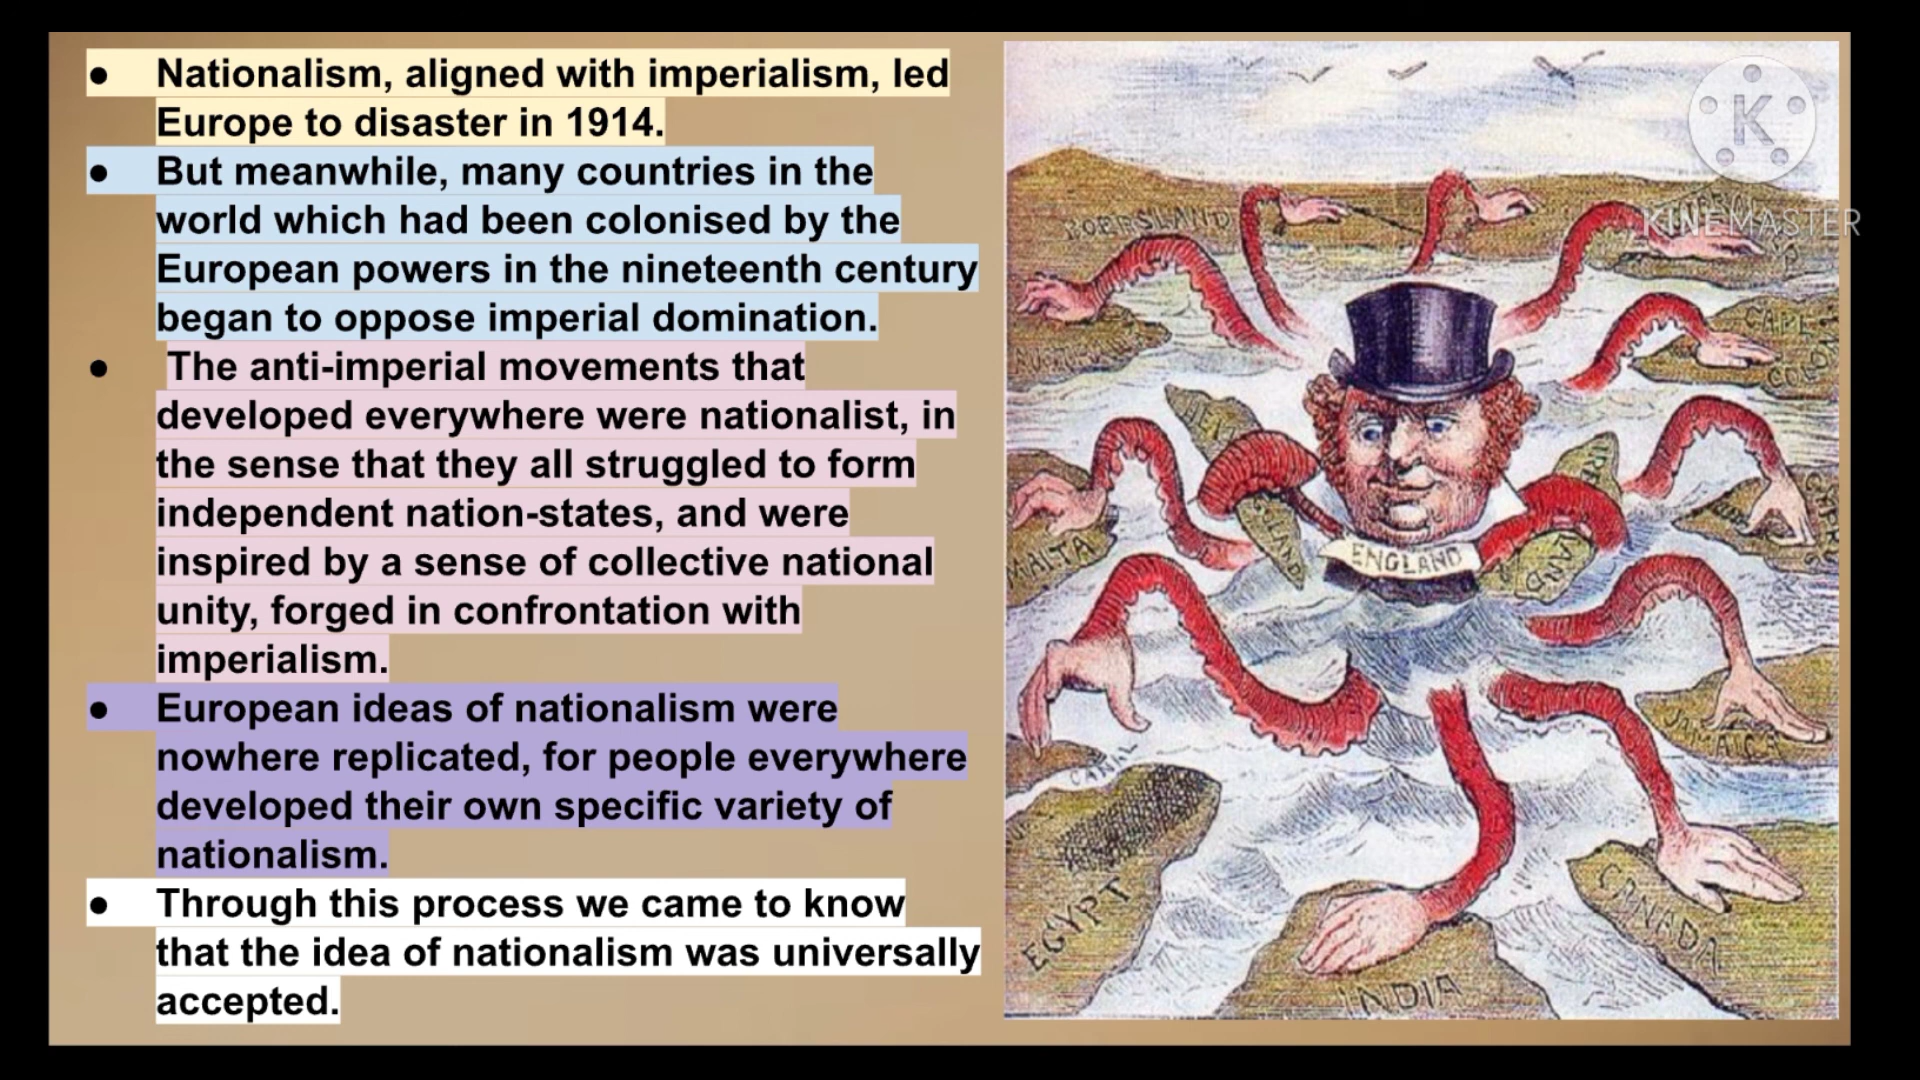 ● Nationalism, aligned with imperialism, led
Europe to disaster in 1914.
● But meanwhile, many countries in the
world which had been colonised by the
European powers in the nineteenth century
began to oppose imperial domination.
● The anti-imperial movements that
developed everywhere were nationalist, in
the sense that they all struggled to form
independent nation-states, and were
inspired by a sense of collective national
unity, forged in confrontation with
imperialism.
● European ideas of nationalism were
nowhere replicated, for people everywhere
developed their own specific variety of
nationalism.
● Through this process we came to know
that the idea of nationalism was universally
accepted.
K
KINEMASTER
BOERSLAND
CAPE
COLONY
MALTA
ENGLAND
JAMAICA
CANAL
EGYPT
CANADA
INDIA